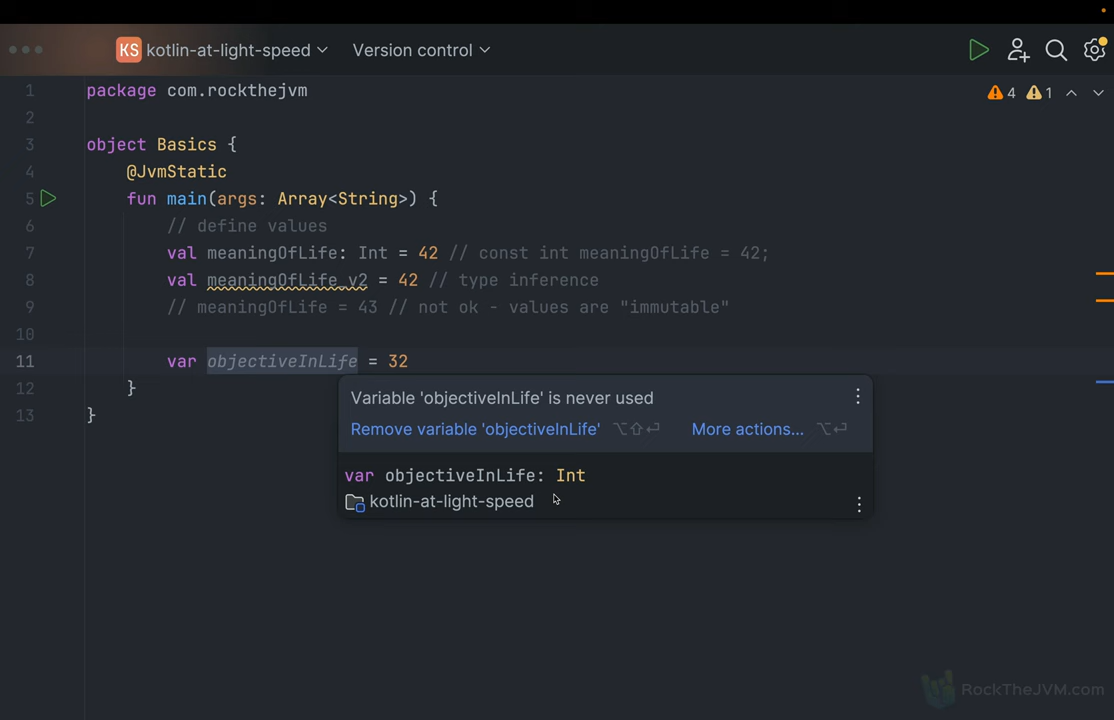 KS kotlin-at-light-speed Version control
1 package com.rockthejvm 4 1
2
3 object Basics {
4 @JvmStatic
5 fun main(args: Array<String>) {
6 // define values
7 val meaningOfLife: Int = 42 // const int meaningOfLife = 42;
8 val meaningOfLife_v2 = 42 // type inference
9 // meaningOfLife = 43 // not ok - values are "immutable"
10
11 var objectiveInLife = 32
12 }
13 }
Variable 'objectiveInLife' is never used
Remove variable 'objectiveInLife' ⌥⇧⏎ More actions... ⌥⏎
var objectiveInLife: Int
kotlin-at-light-speed
RockTheJVM.com